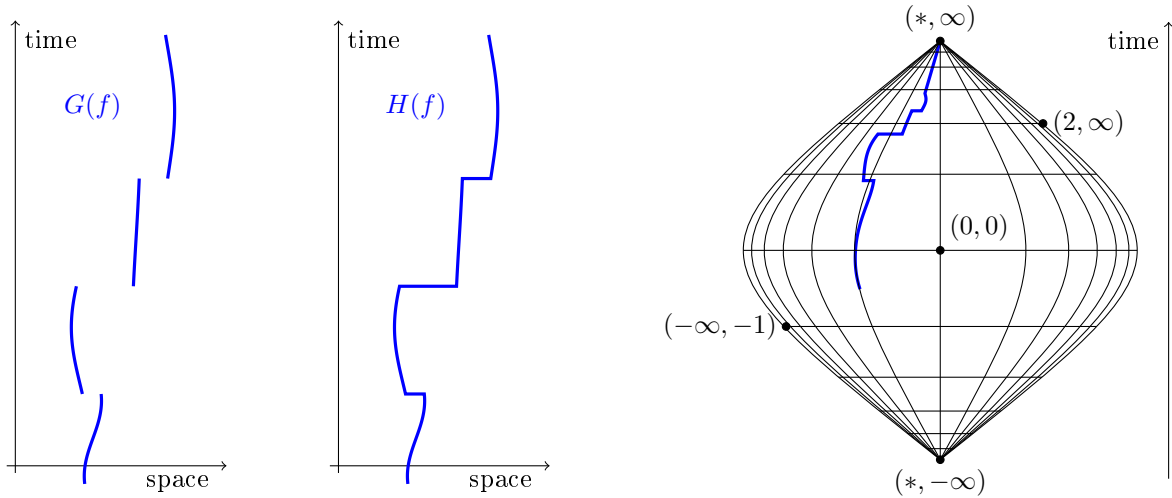 time
G(f)
space
time
H(f)
space
(∗, ∞)
time
(2, ∞)
(0, 0)
(−∞, −1)
(∗, −∞)